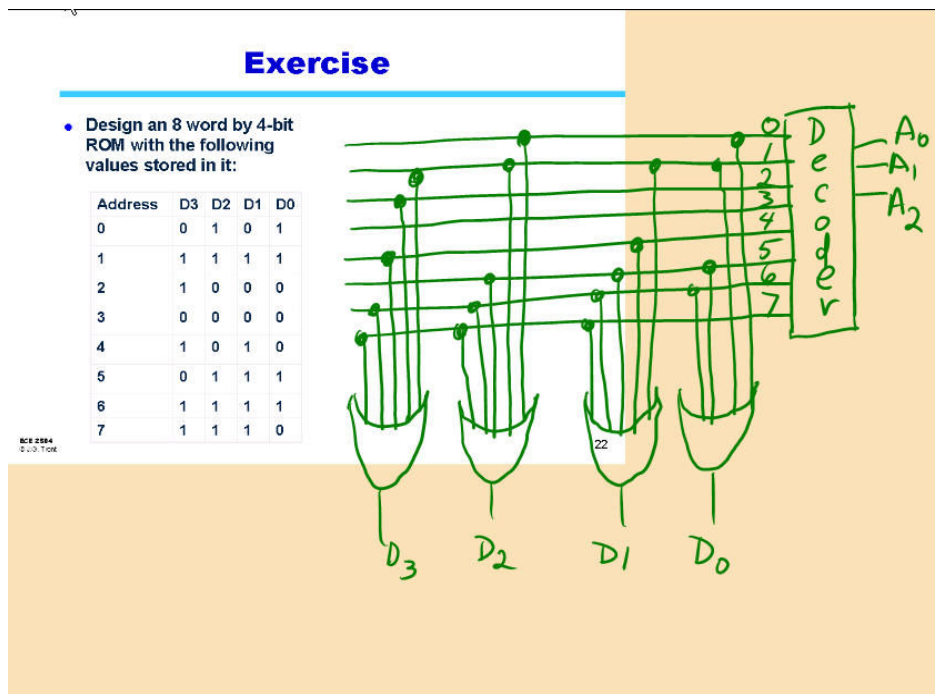 Exercise
• Design an 8 word by 4-bit
ROM with the following
values stored in it:
Address D3 D2 D1 D0
0 0 1 0 1
1 1 1 1 1
2 1 0 0 0
3 0 0 0 0
4 1 0 1 0
5 0 1 1 1
6 1 1 1 1
7 1 1 1 0
ECE 2504
© J.G. Tront
22
0
1
2
3
4
5
6
7
Decoder
A0
A1
A2
D3 D2 D1 D0